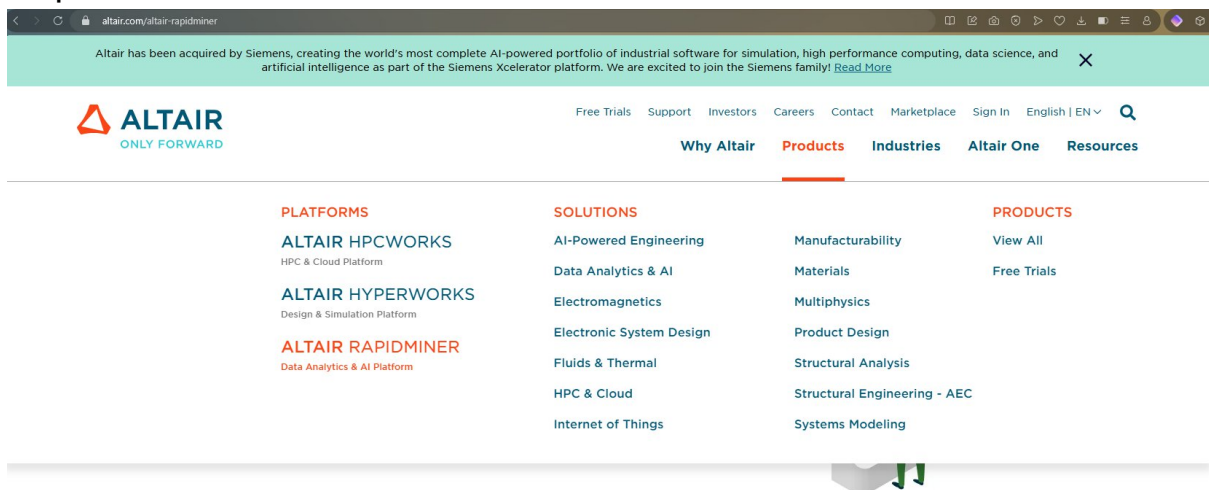 altair.com/altair-rapidminer
Altair has been acquired by Siemens, creating the world's most complete AI-powered portfolio of industrial software for simulation, high performance computing, data science, and
artificial intelligence as part of the Siemens Xcelerator platform. We are excited to join the Siemens family! Read More
ALTAIR
ONLY FORWARD
Free Trials Support Investors Careers Contact Marketplace Sign In English | EN
Why Altair Products Industries Altair One Resources
PLATFORMS
ALTAIR HPCWORKS
HPC & Cloud Platform
ALTAIR HYPERWORKS
Design & Simulation Platform
ALTAIR RAPIDMINER
Data Analytics & AI Platform
SOLUTIONS
AI-Powered Engineering
Data Analytics & AI
Electromagnetics
Electronic System Design
Fluids & Thermal
HPC & Cloud
Internet of Things
Manufacturability
Materials
Multiphysics
Product Design
Structural Analysis
Structural Engineering - AEC
Systems Modeling
PRODUCTS
View All
Free Trials